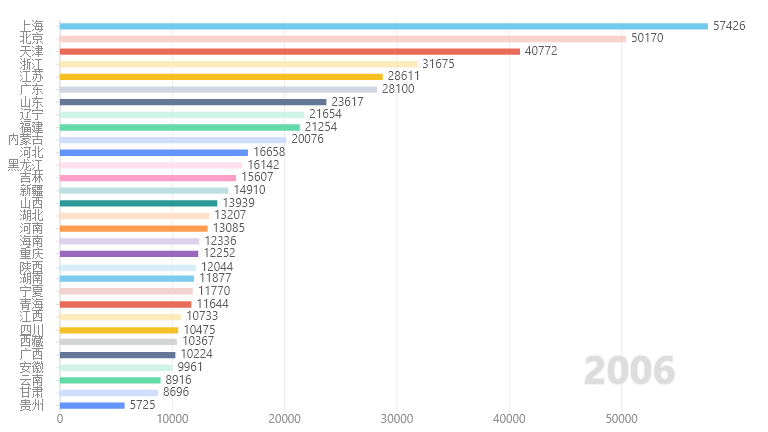 上海 57426
北京 50170
天津 40772
浙江 31675
江苏 28611
广东 28100
山东 23617
辽宁 21654
福建 21254
内蒙古 20076
河北 16658
黑龙江 16142
吉林 15607
新疆 14910
山西 13939
湖北 13207
河南 13085
海南 12336
重庆 12252
陕西 12044
湖南 11877
宁夏 11770
青海 11644
江西 10733
四川 10475
西藏 10367
广西 10224
安徽 9961
云南 8916
甘肃 8696
贵州 5725
2006
0 10000 20000 30000 40000 50000